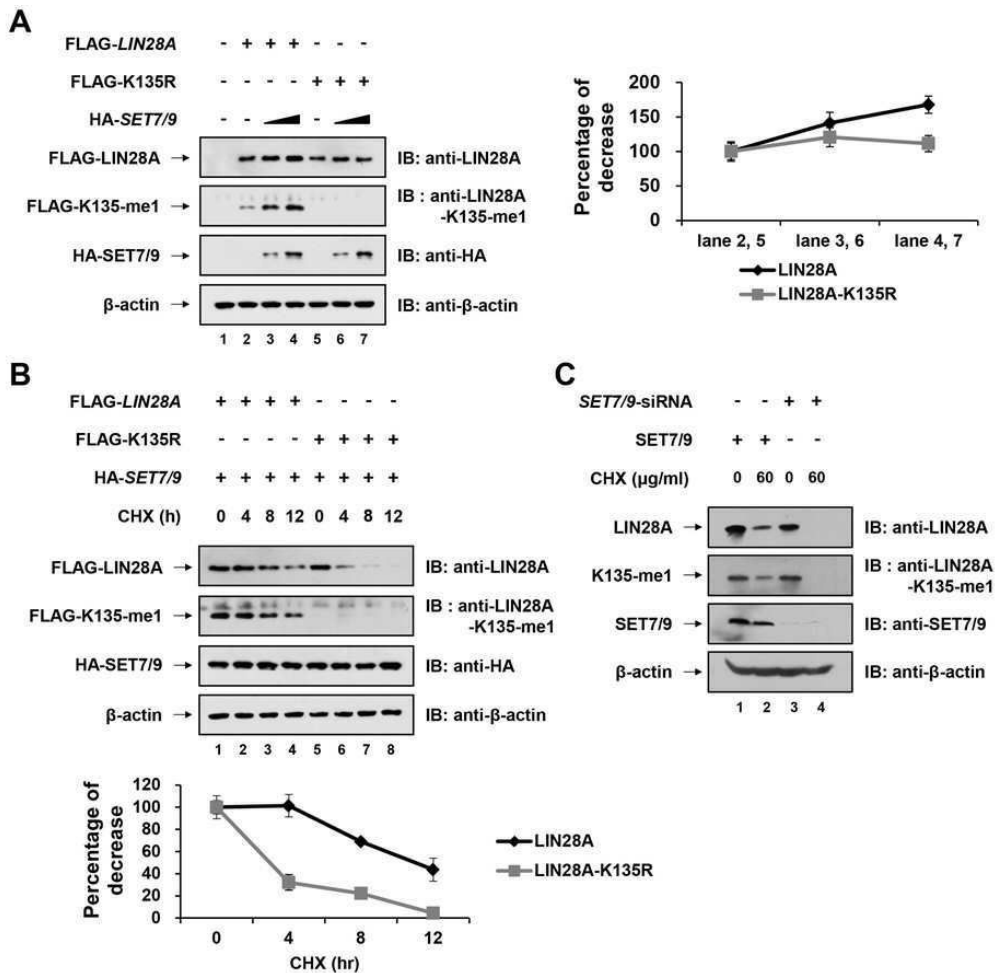 A
FLAG-LIN28A - + + + - - -
FLAG-K135R - - - - + + +
HA-SET7/9 - - -
FLAG-LIN28A → IB: anti-LIN28A
FLAG-K135-me1 → IB : anti-LIN28A
-K135-me1
HA-SET7/9 → IB: anti-HA
β-actin → IB: anti-β-actin
1 2 3 4 5 6 7
Percentage of
decrease
200
150
100
50
0
lane 2, 5 lane 3, 6 lane 4, 7
LIN28A
LIN28A-K135R
B
FLAG-LIN28A + + + + - - - -
FLAG-K135R - - - - + + + +
HA-SET7/9 + + + + + + + +
CHX (h) 0 4 8 12 0 4 8 12
FLAG-LIN28A → IB: anti-LIN28A
FLAG-K135-me1 → IB : anti-LIN28A
-K135-me1
HA-SET7/9 → IB: anti-HA
β-actin → IB: anti-β-actin
1 2 3 4 5 6 7 8
Percentage of
decrease
120
100
80
60
40
20
0
0 4 8 12
CHX (hr)
LIN28A
LIN28A-K135R
C
SET7/9-siRNA - - + +
SET7/9 + + - -
CHX (µg/ml) 0 60 0 60
LIN28A → IB: anti-LIN28A
K135-me1 → IB : anti-LIN28A
-K135-me1
SET7/9 → IB: anti-SET7/9
β-actin → IB: anti-β-actin
1 2 3 4